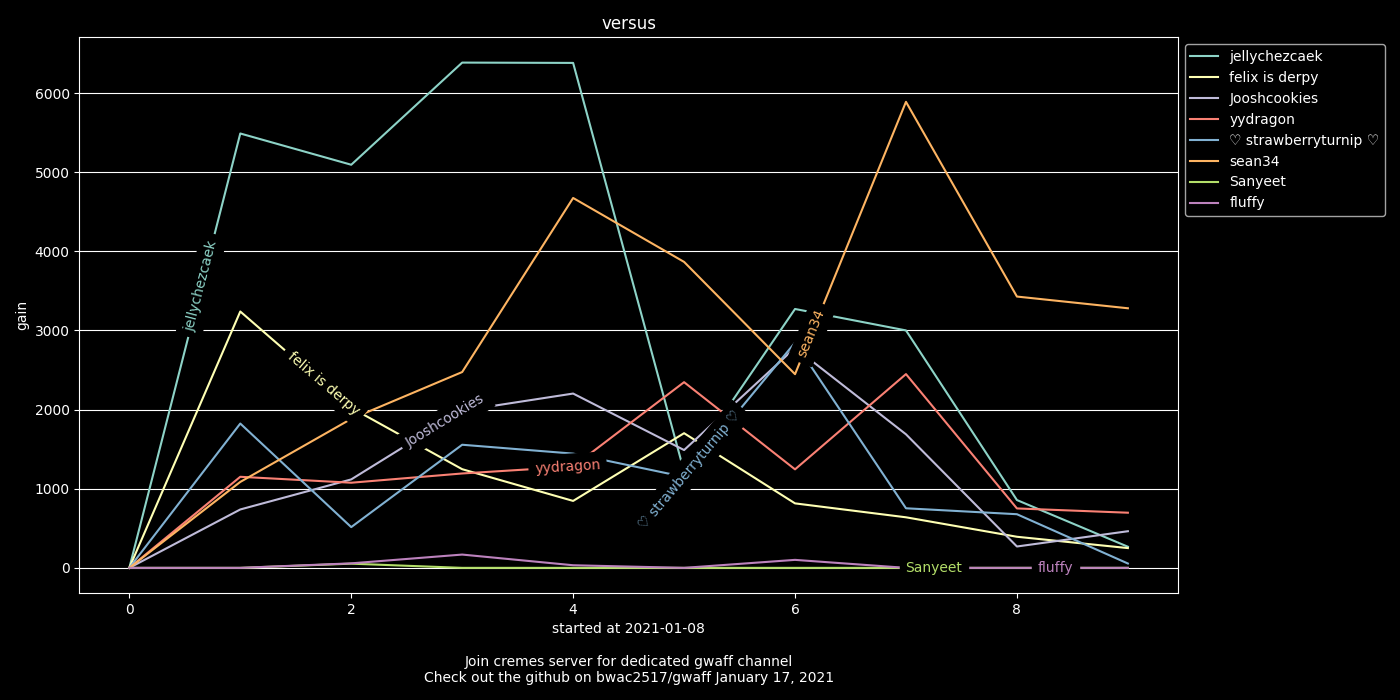 versus
gain
6000
5000
4000
3000
2000
1000
0
0 2 4 6 8
started at 2021-01-08
jellychezcaek
felix is derpy
Jooshcookies
yydragon
♡ strawberryturnip ♡
sean34
Sanyeet
fluffy
jellychezcaek
felix is derpy
Jooshcookies
yydragon
♡ strawberryturnip ♡
sean34
Sanyeet
fluffy
Join cremes server for dedicated gwaff channel
Check out the github on bwac2517/gwaff January 17, 2021